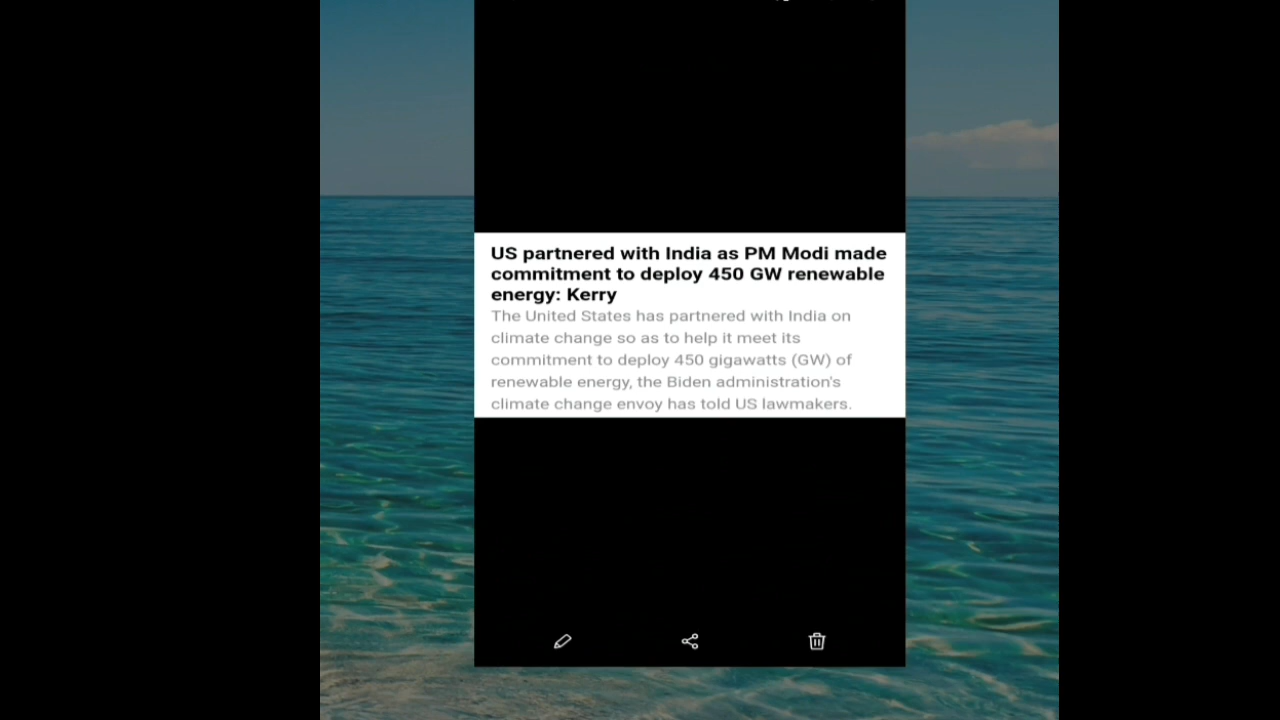 US partnered with India as PM Modi made
commitment to deploy 450 GW renewable
energy: Kerry
The United States has partnered with India on
climate change so as to help it meet its
commitment to deploy 450 gigawatts (GW) of
renewable energy, the Biden administration's
climate change envoy has told US lawmakers.